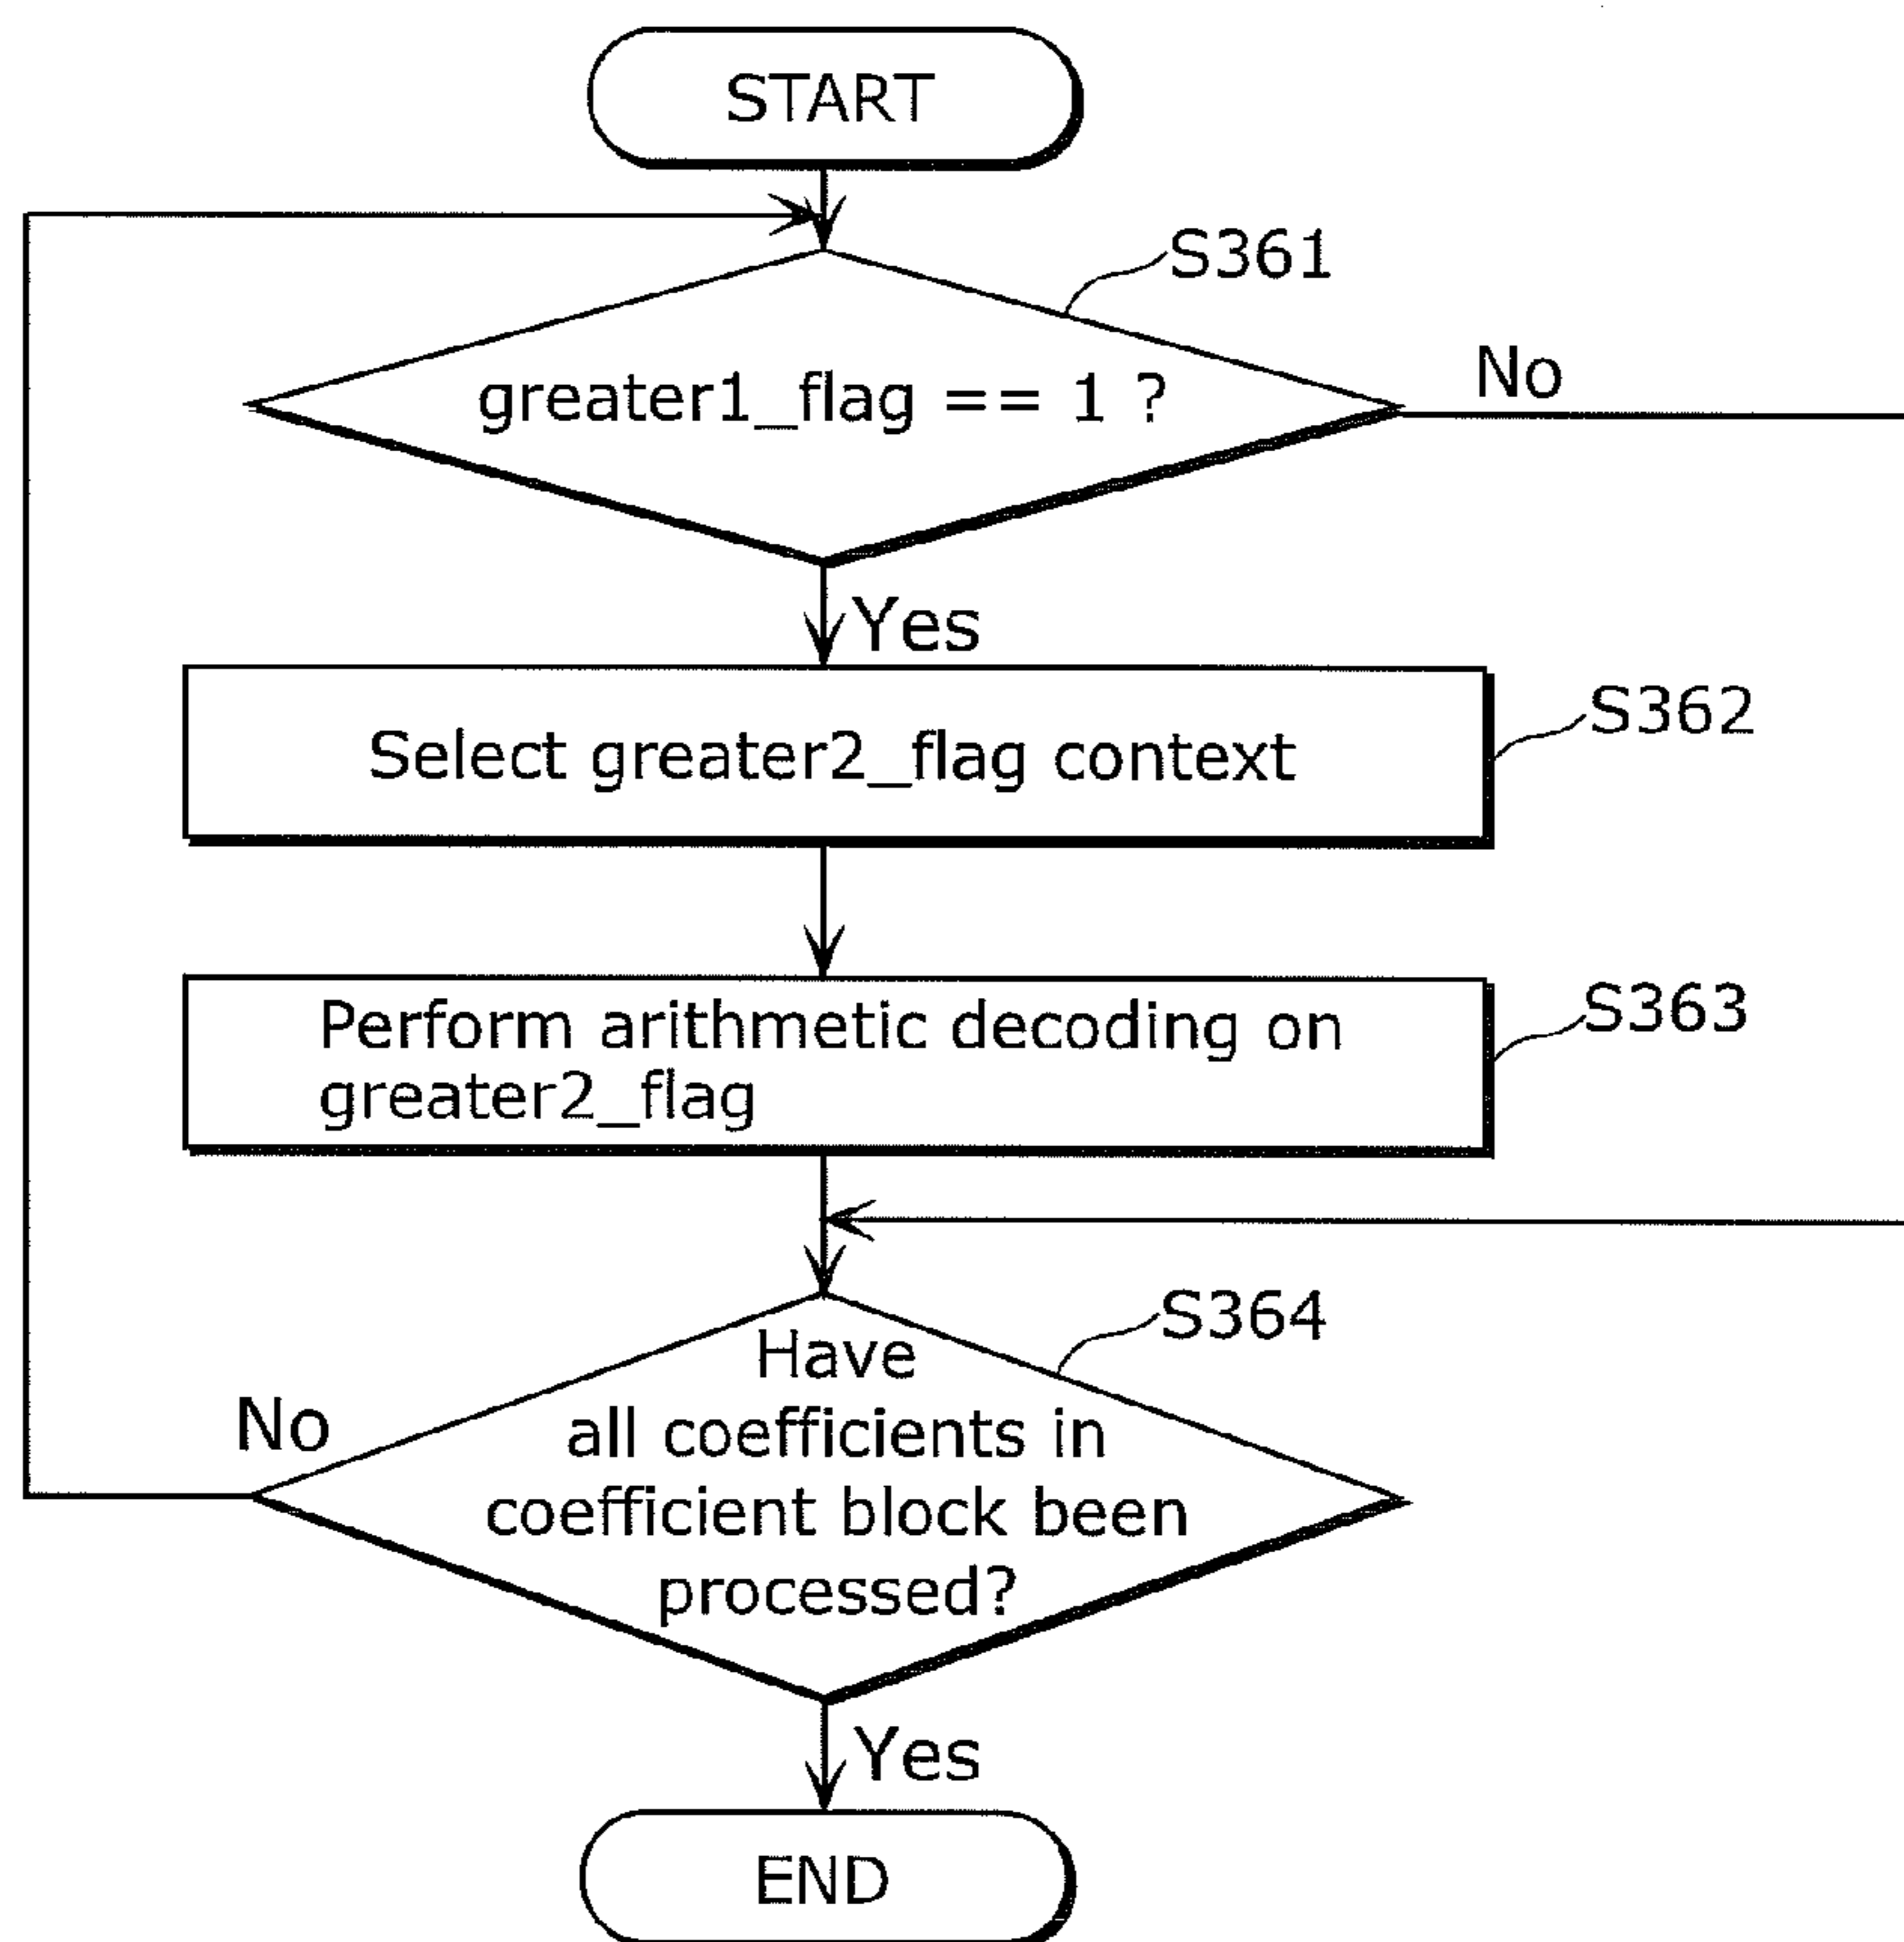 START
S361
greater1_flag == 1 ?
No
Yes
Select greater2_flag context
S362
Perform arithmetic decoding on
greater2_flag
S363
S364
Have
all coefficients in
coefficient block been
processed?
No
Yes
END